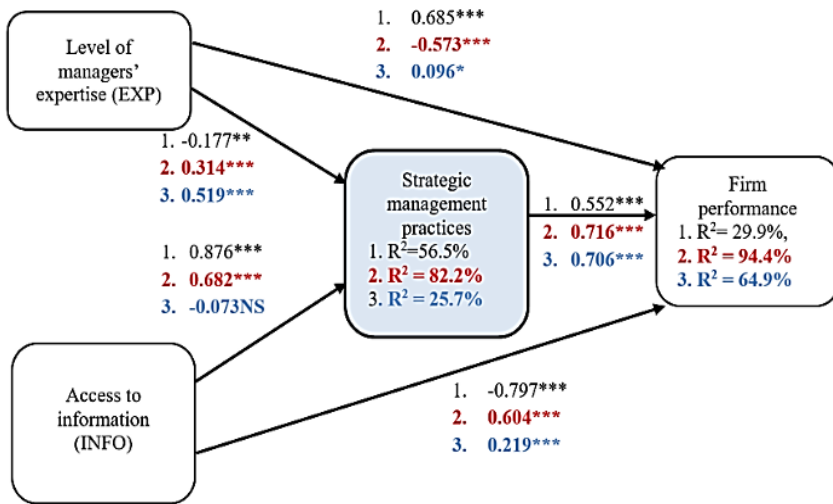 Level of
managers'
expertise (EXP)
1. 0.685***
2. -0.573***
3. 0.096*
1. -0.177**
2. 0.314***
3. 0.519***
Strategic
management
practices
1. R²=56.5%
2. R² = 82.2%
3. R² = 25.7%
1. 0.552***
2. 0.716***
3. 0.706***
Firm
performance
1. R²= 29.9%,
2. R² = 94.4%
3. R² = 64.9%
1. 0.876***
2. 0.682***
3. -0.073NS
Access to
information
(INFO)
1. -0.797***
2. 0.604***
3. 0.219***